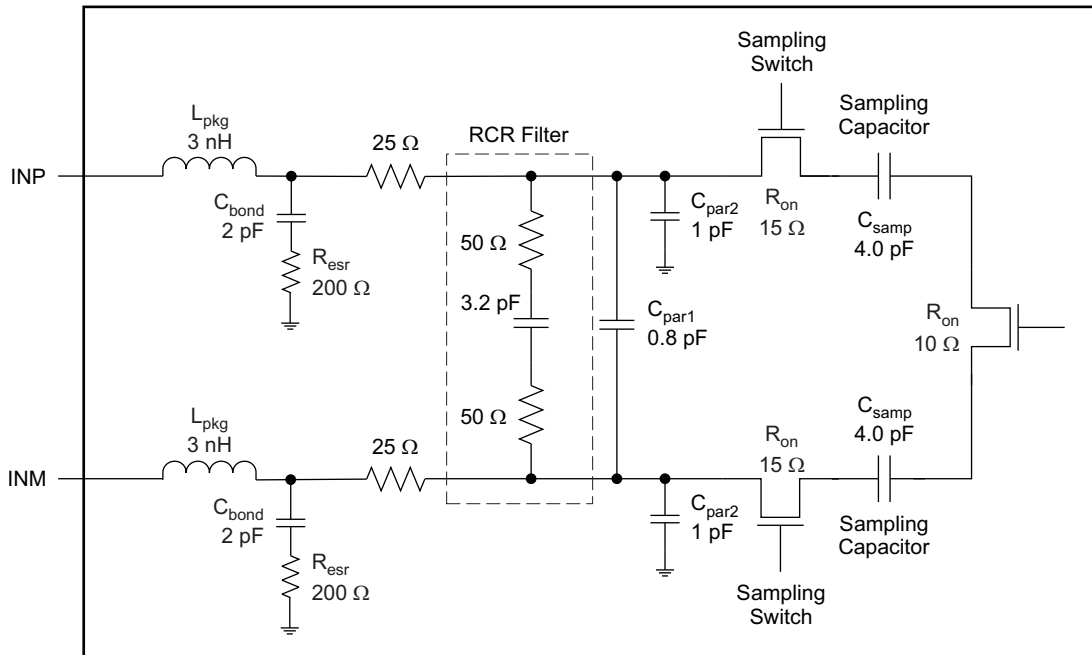 Sampling
Switch
Sampling
Capacitor
L_pkg
3 nH
RCR Filter
25 Ω
INP
C_bond
2 pF
R_esr
200 Ω
50 Ω
3.2 pF
50 Ω
C_par1
0.8 pF
C_par2
1 pF
R_on
15 Ω
C_samp
4.0 pF
R_on
10 Ω
L_pkg
3 nH
25 Ω
INM
C_bond
2 pF
R_esr
200 Ω
C_par2
1 pF
R_on
15 Ω
C_samp
4.0 pF
Sampling
Capacitor
Sampling
Switch